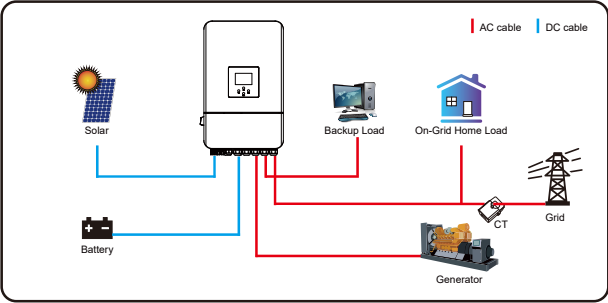 AC cable
DC cable
Solar
Backup Load
On-Grid Home Load
CT
Grid
Battery
Generator